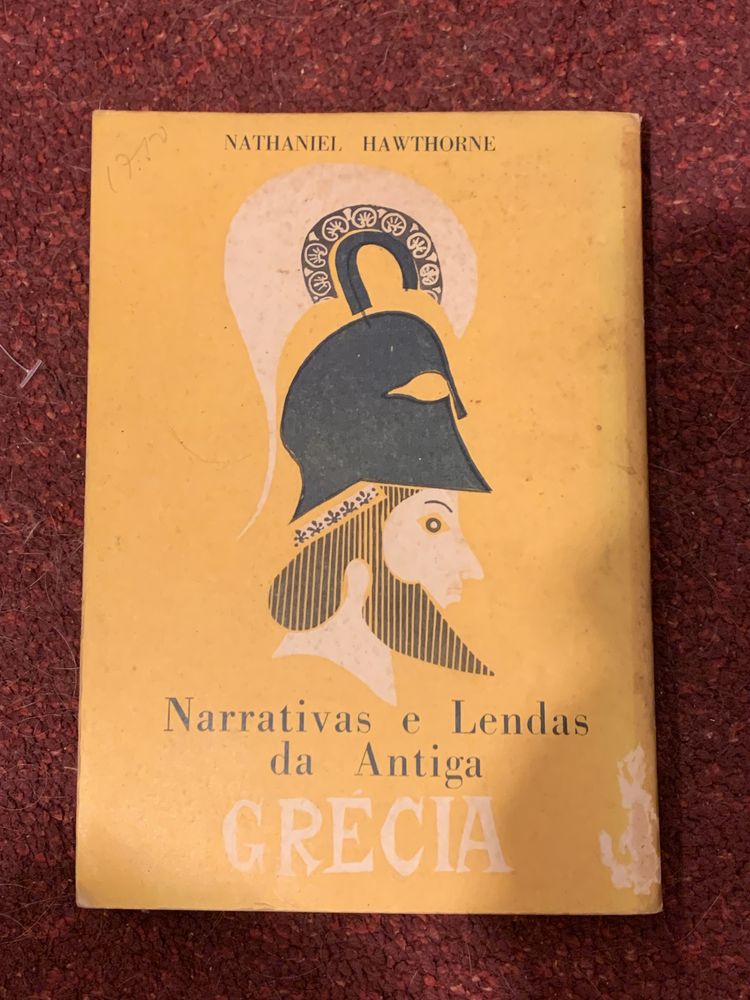 NATHANIEL HAWTHORNE
Narrativas e Lendas
da Antiga
GRÉCIA